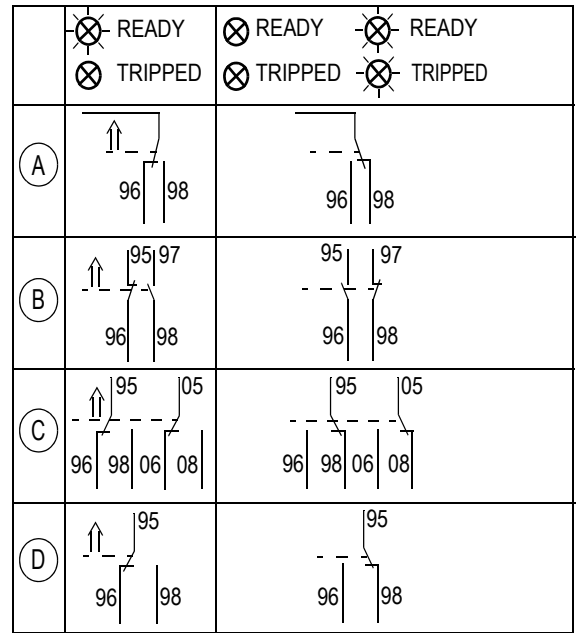 READY READY READY
TRIPPED TRIPPED TRIPPED
A
96 98 96 98
B
95 97 95 97
96 98 96 98
C
95 05 95 05
96 98 06 08 96 98 06 08
D
95 95
96 98 96 98